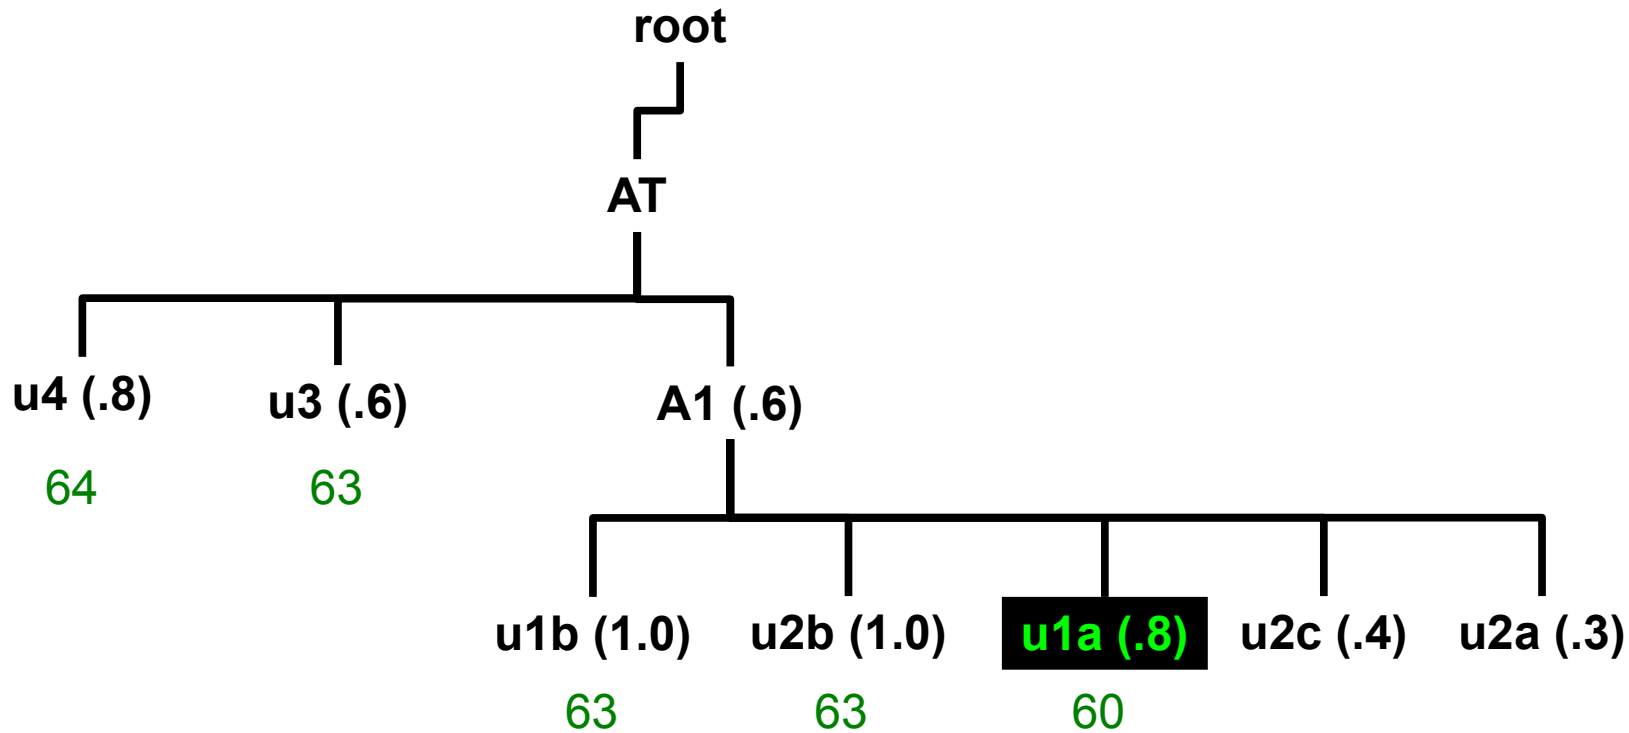 root
AT
u4 (.8)
u3 (.6)
A1 (.6)
64
63
u1b (1.0)
u2b (1.0)
u1a (.8)
u2c (.4)
u2a (.3)
63
63
60